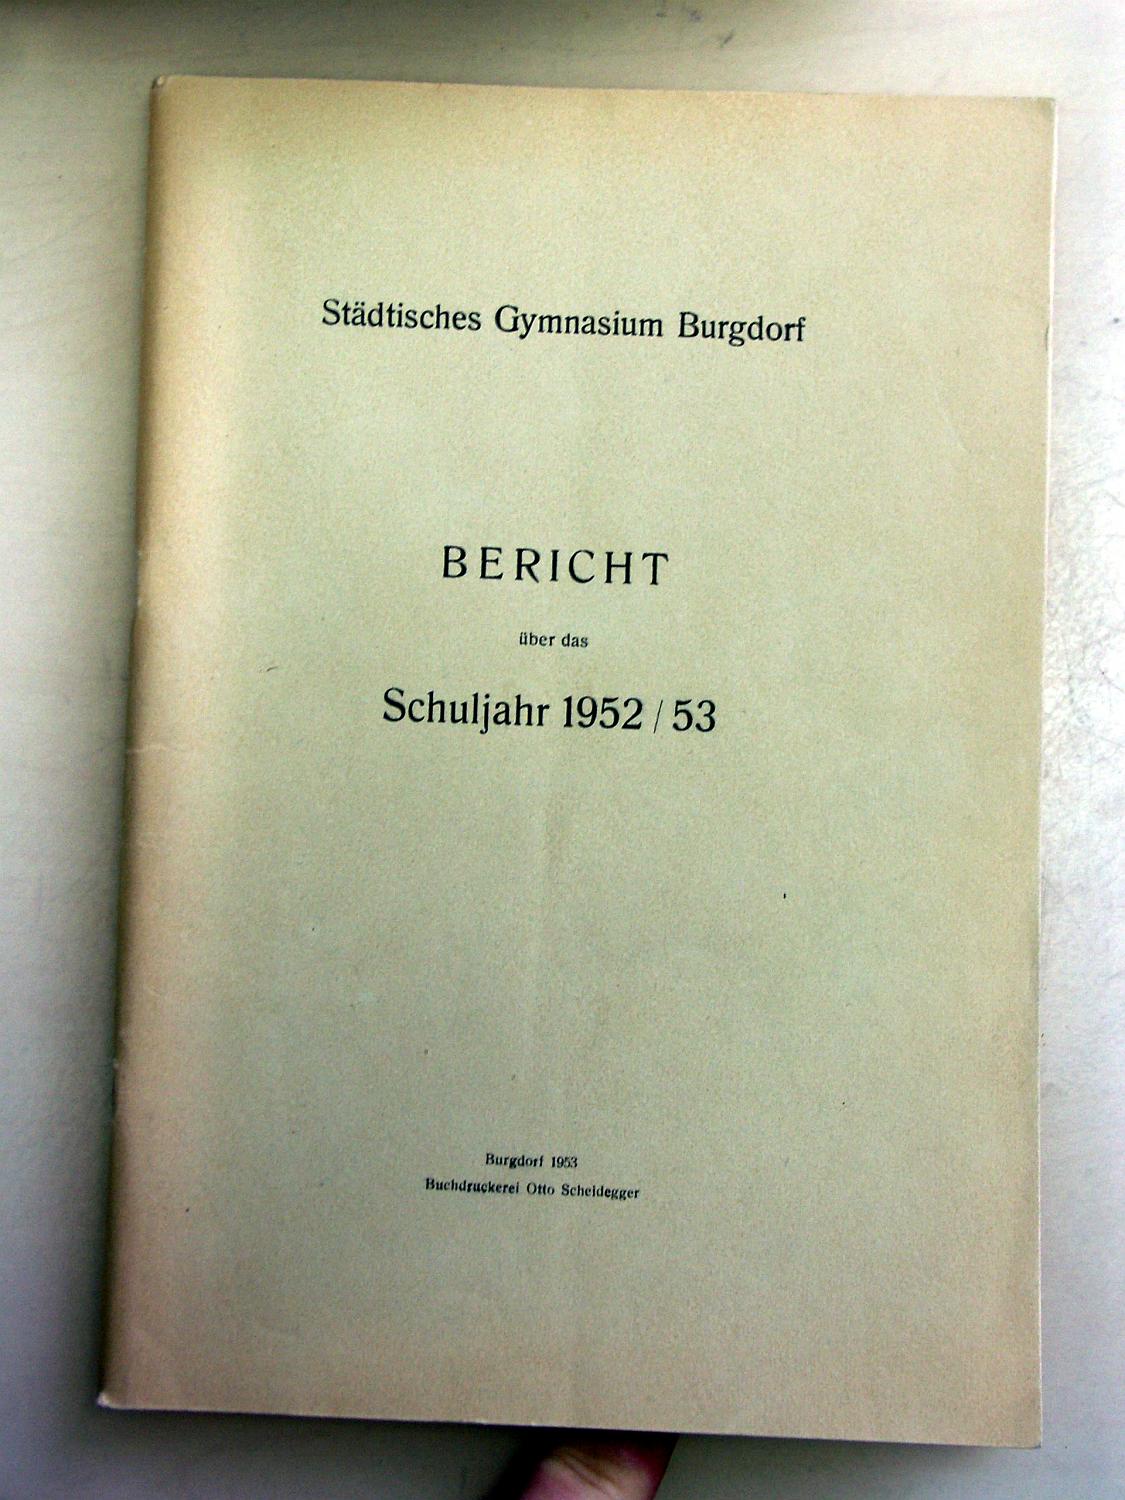 Städtisches Gymnasium Burgdorf
BERICHT
über das
Schuljahr 1952 / 53
Burgdorf 1953
Buchdruckerei Otto Scheidegger